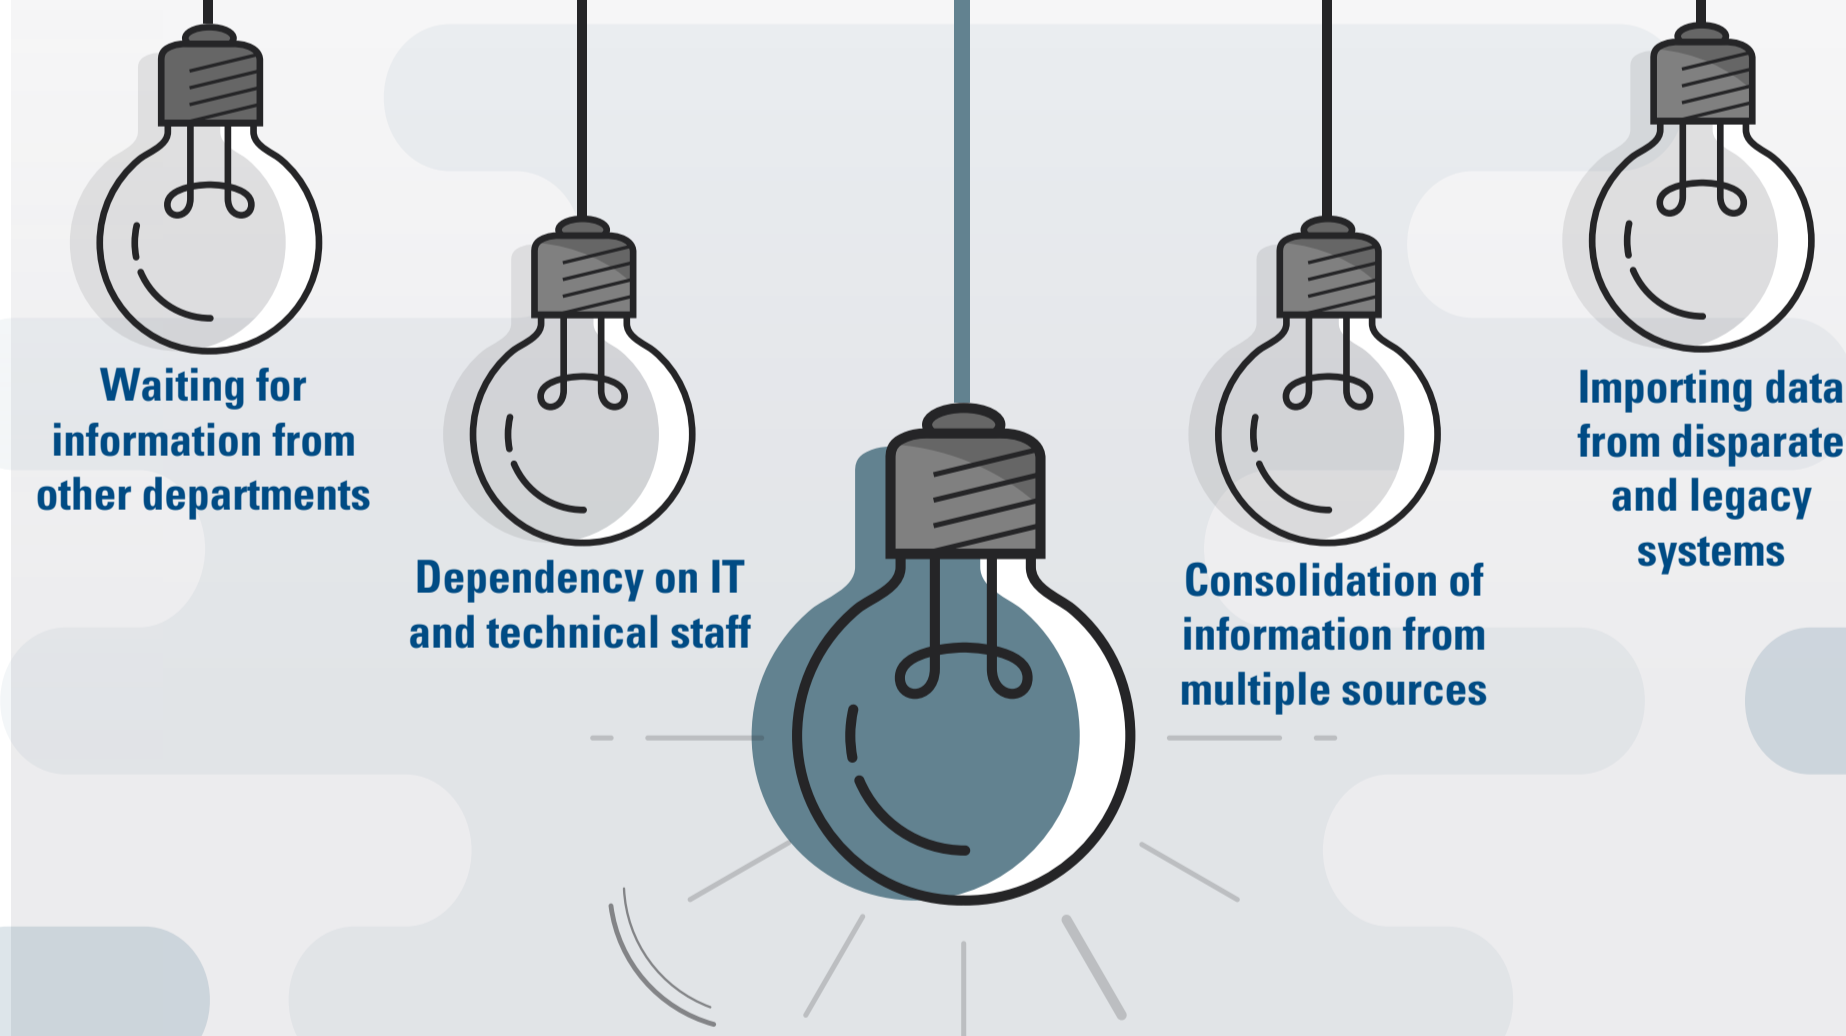 Waiting for
information from
other departments
Dependency on IT
and technical staff
Consolidation of
information from
multiple sources
Importing data
from disparate
and legacy
systems